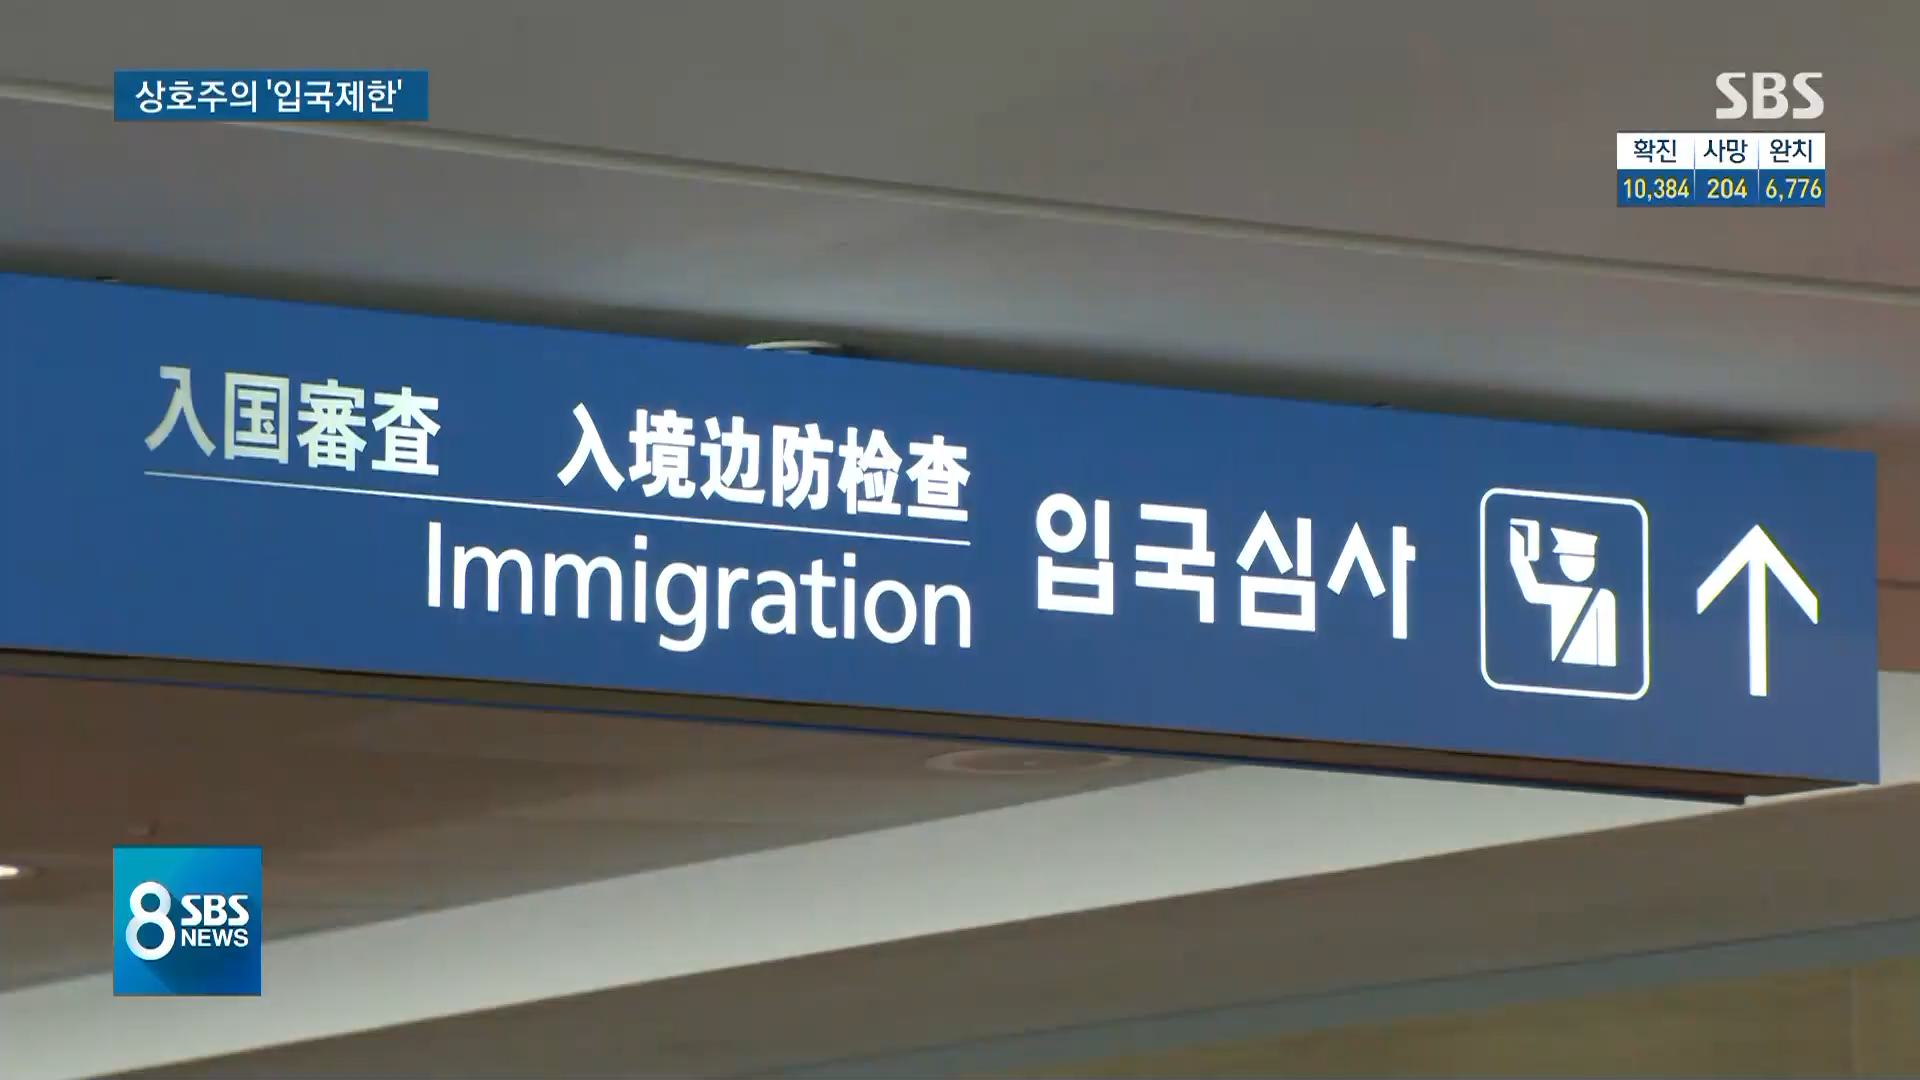 상호주의 '입국제한'
SBS
확진 사망 완치
10,384 204 6,776
入国審査 入境边防检查
Immigration
입국심사
8 SBS
NEWS